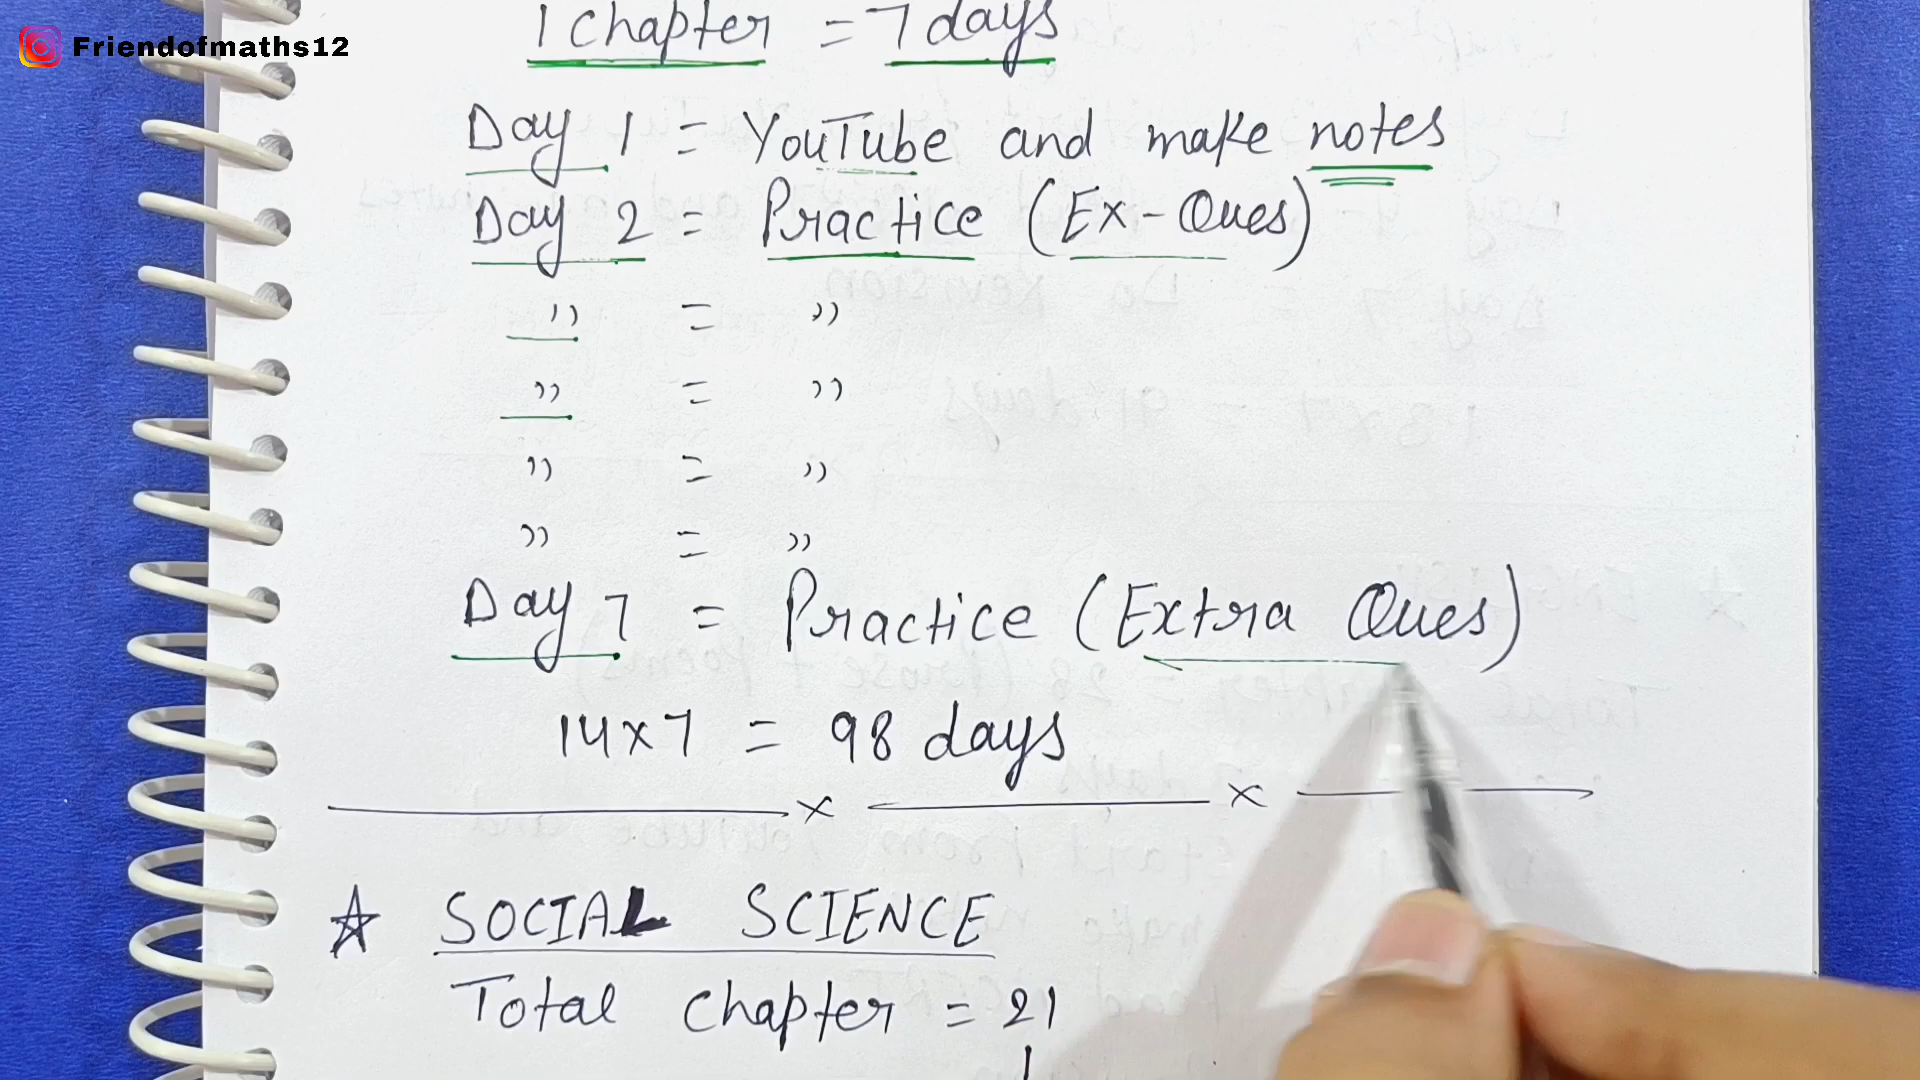 Friendofmaths12
1 chapter = 7 days
Day 1 = YouTube and make notes
Day 2 = Practice (Ex-Ques)
,, = ,,
,, = ,,
,, = ,,
,, = ,,
Day 7 = Practice (Extra Ques)
14x7 = 98 days
x x
☆ SOCIAL SCIENCE
Total chapter = 21